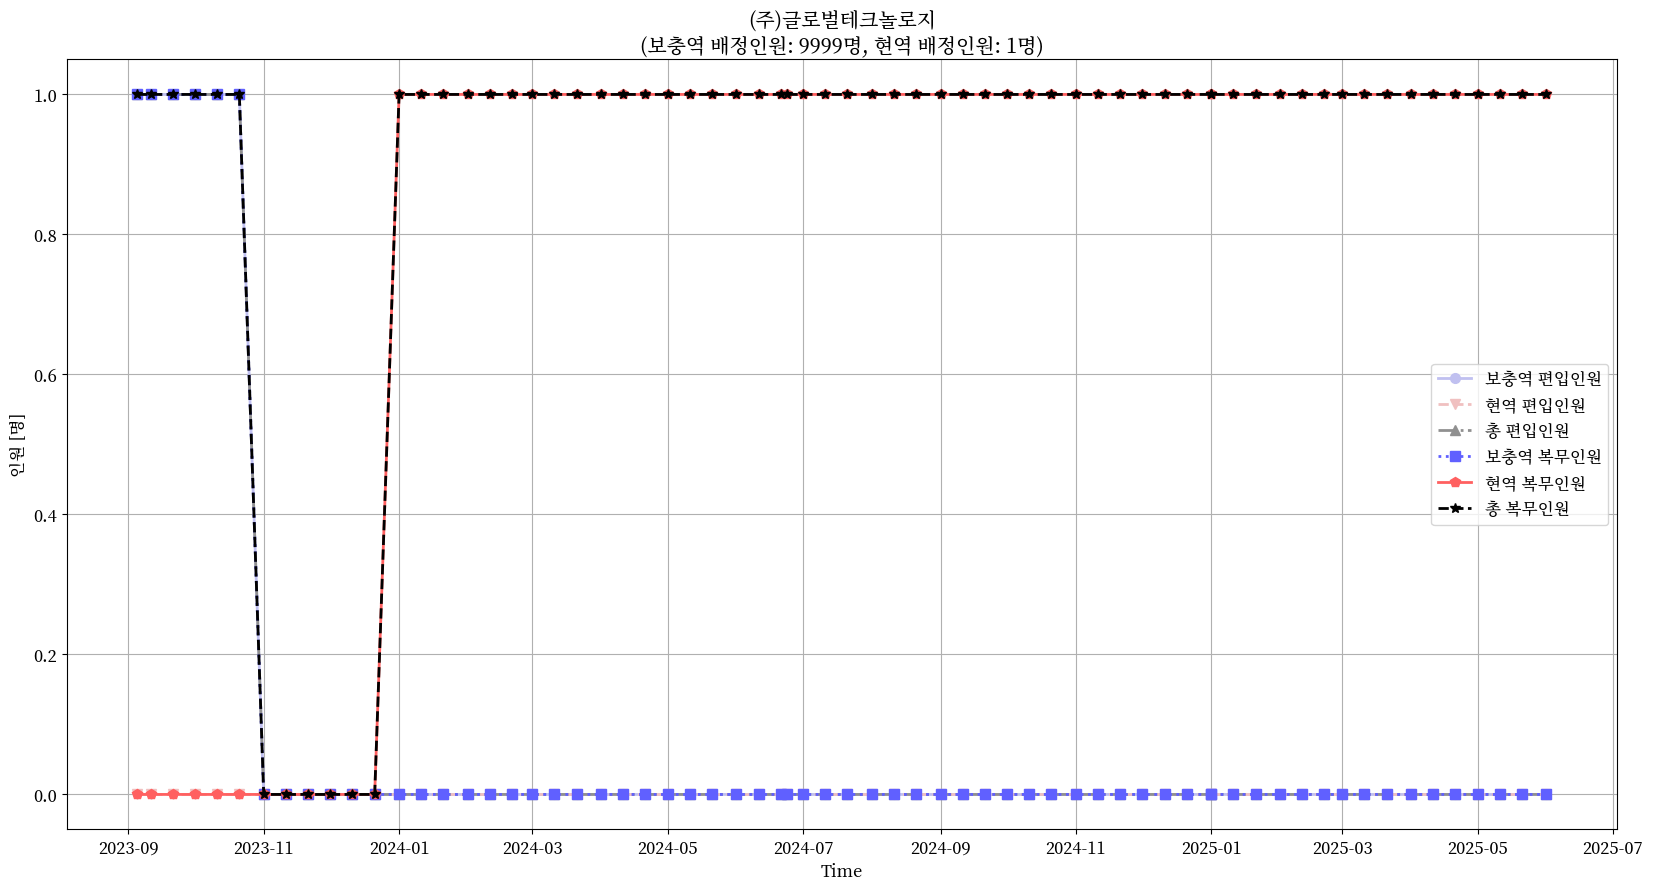 (주)글로벌테크놀로지
(보충역 배정인원: 9999명, 현역 배정인원: 1명)
인원 [명]
1.0
0.8
0.6
0.4
0.2
0.0
보충역 편입인원
현역 편입인원
총 편입인원
보충역 복무인원
현역 복무인원
총 복무인원
2023-09 2023-11 2024-01 2024-03 2024-05 2024-07 2024-09 2024-11 2025-01 2025-03 2025-05 2025-07
Time